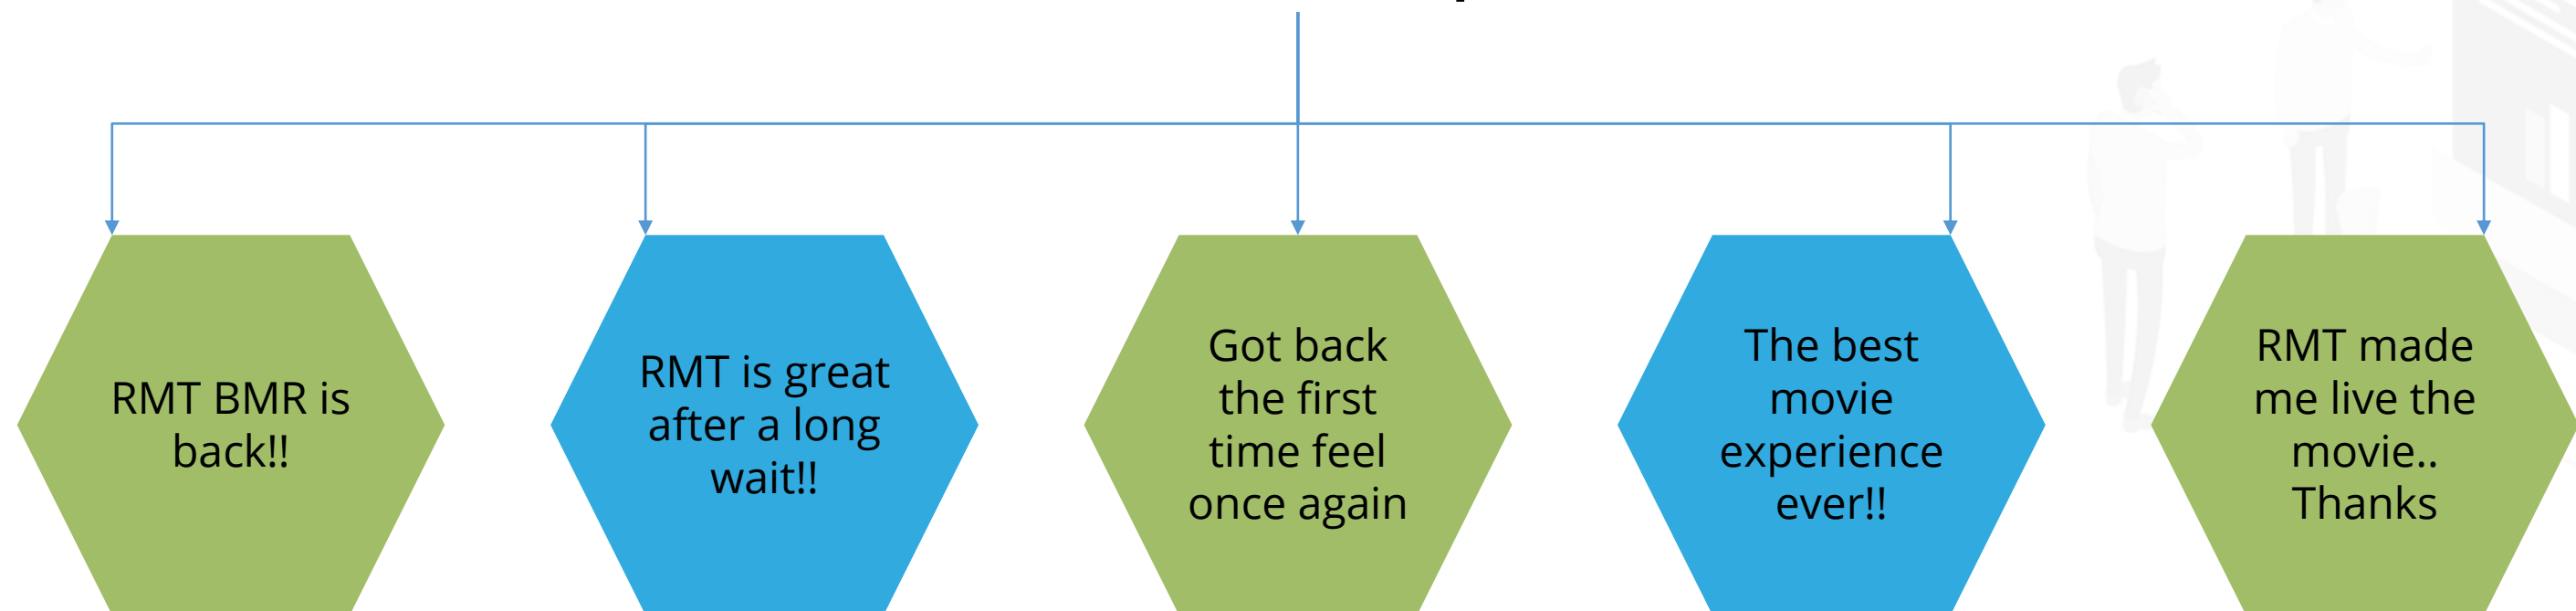 RMT BMR is
back!!
RMT is great
after a long
wait!!
Got back
the first
time feel
once again
The best
movie
experience
ever!!
RMT made
me live the
movie..
Thanks